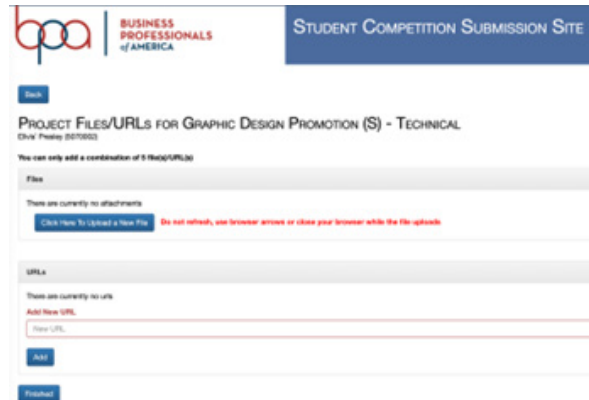 bpa
BUSINESS
PROFESSIONALS
of AMERICA
STUDENT COMPETITION SUBMISSION SITE
Back
PROJECT FILES/URLS FOR GRAPHIC DESIGN PROMOTION (S) - TECHNICAL
Presley
You can only add a combination of 5 file(s)/URL(s)
Files
There are currently no attachments
Click Here To Upload a New File
Do not refresh, use browser arrows or close your browser while the file uploads
URLs
There are currently no urls
Add New URL
New URL
Add
Finished